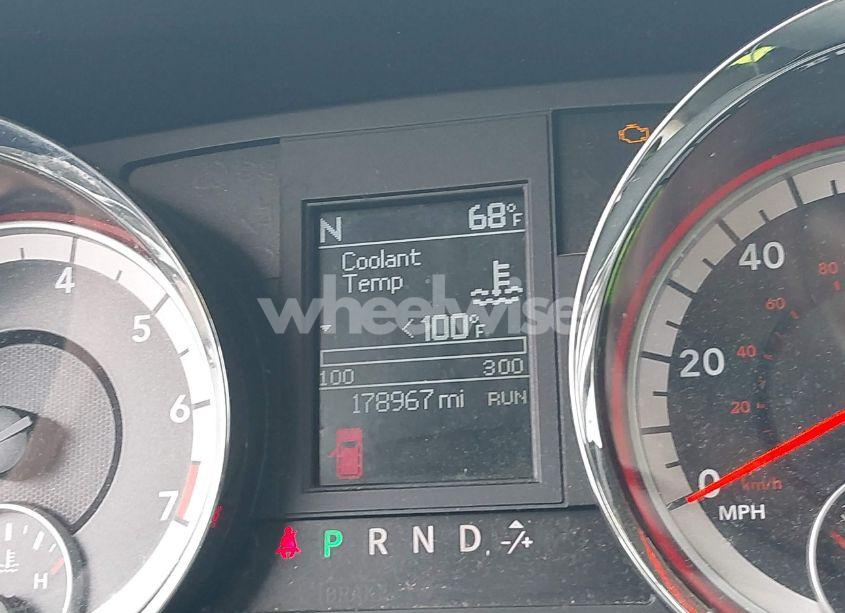 N 68°F
Coolant
Temp
<100°F
100 300
178967 mi RUN
P R N D. -/+
4
5
6
7
H
40
20
0
80
60
40
20
km/h
MPH
BRAKE
wheelwise